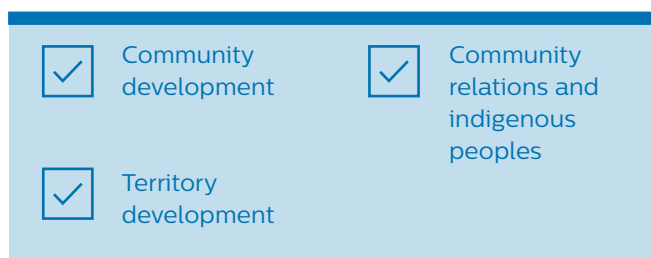 Community
development
Community
relations and
indigenous
peoples
Territory
development